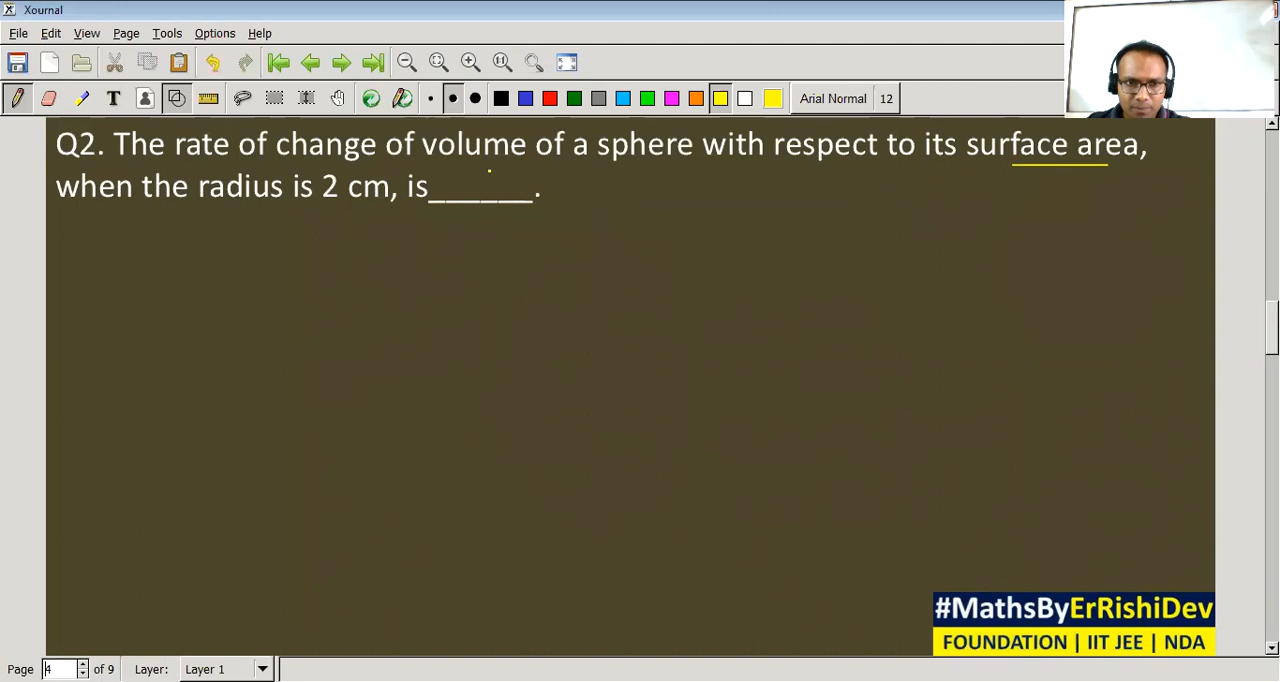 Xournal
File Edit View Page Tools Options Help
Arial Normal 12
Q2. The rate of change of volume of a sphere with respect to its surface area,
when the radius is 2 cm, is______.
#MathsByErRishiDev
FOUNDATION | IIT JEE | NDA
Page 4 of 9 Layer: Layer 1